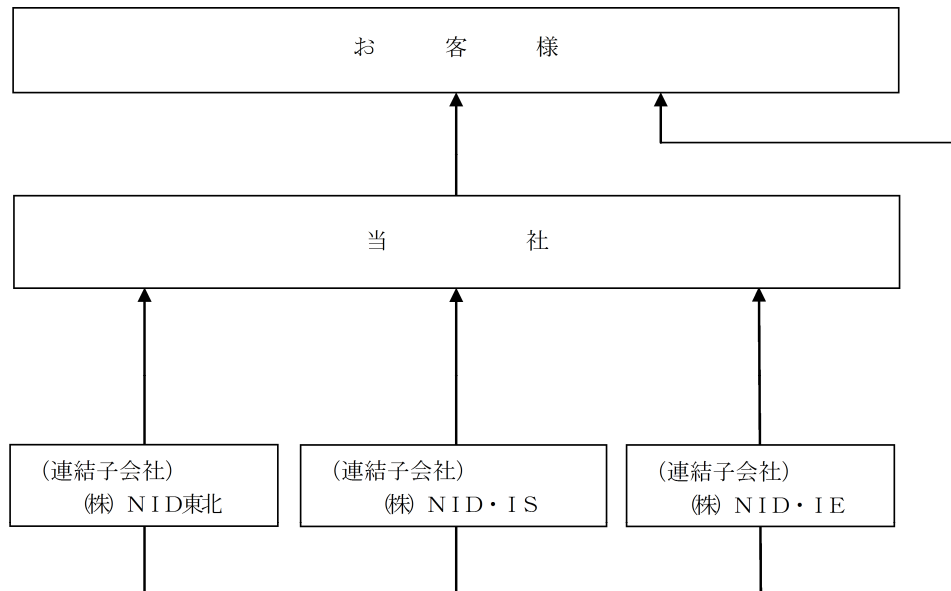 お客様
当社
（連結子会社）
㈱ ＮＩＤ東北
（連結子会社）
㈱ ＮＩＤ・ＩＳ
（連結子会社）
㈱ ＮＩＤ・ＩＥ